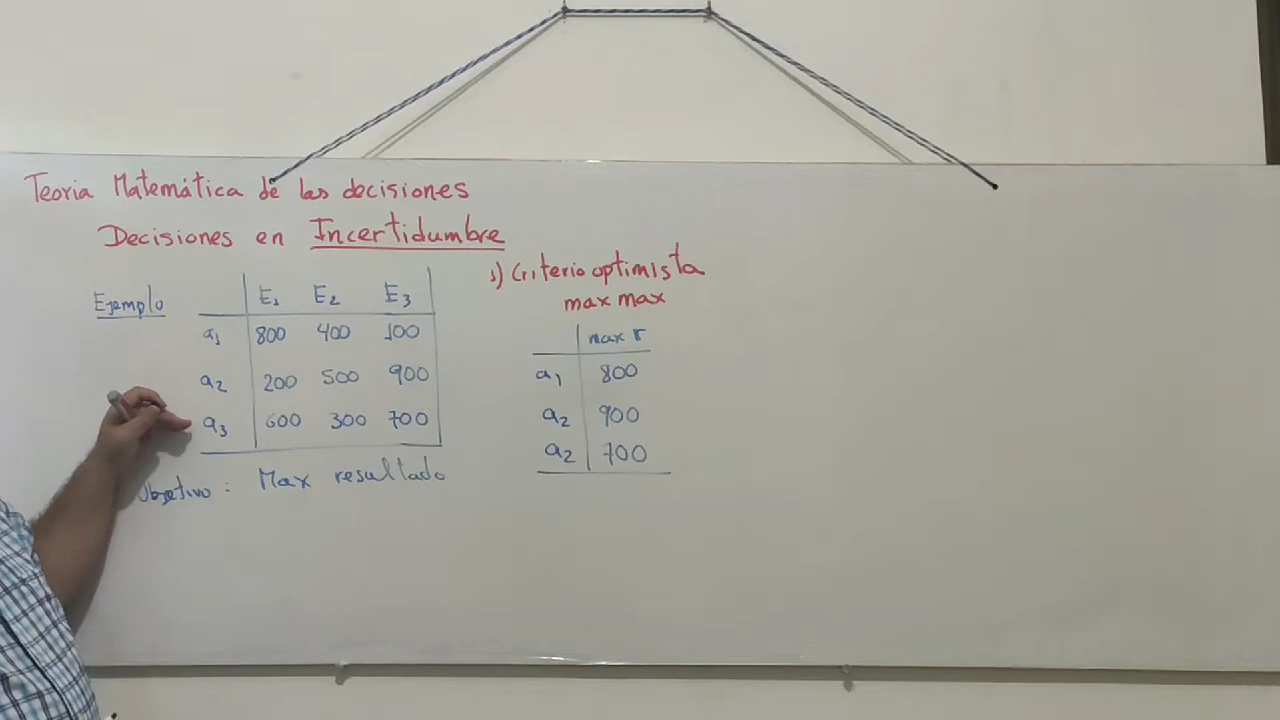 Teoria Matemática de las decisiones
Decisiones en Incertidumbre
Ejemplo
E1 E2 E3
a1 800 400 100
a2 200 500 900
a3 600 300 700
Objetivo: Max resultado
1) Criterio optimista
max max
max r
a1 800
a2 900
a2 700